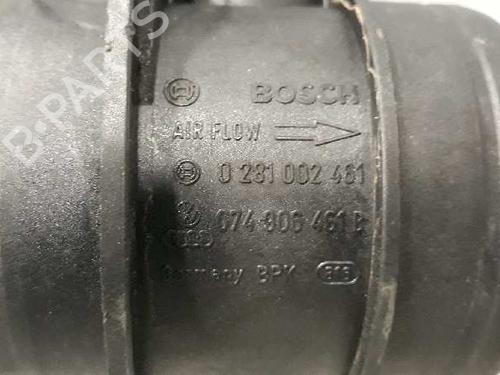 BOSCH
AIR FLOW
0 281 002 461
074 906 461 B
Germany BPK
B-PARTS